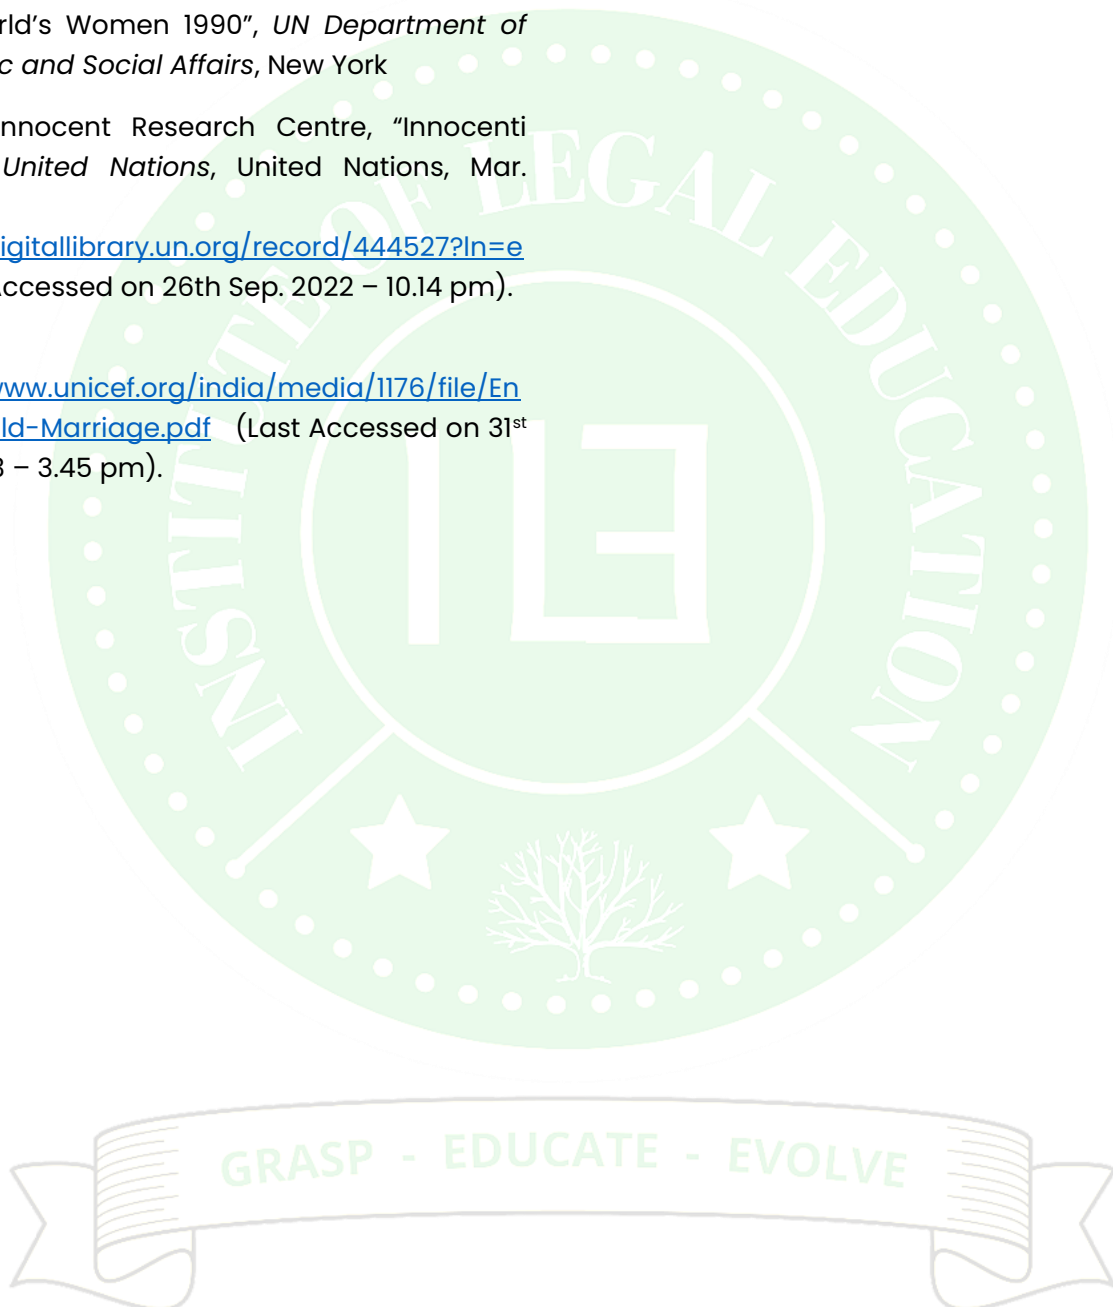 rld’s Women 1990”, UN Department of
c and Social Affairs, New York
nnocent Research Centre, “Innocenti
United Nations, United Nations, Mar.
igitallibrary.un.org/record/444527?ln=e
ccessed on 26th Sep. 2022 – 10.14 pm).
ww.unicef.org/india/media/1176/file/En
ld-Marriage.pdf (Last Accessed on 31st
3 – 3.45 pm).
INSTITUTE OF LEGAL EDUCATION
ILE
GRASP - EDUCATE - EVOLVE